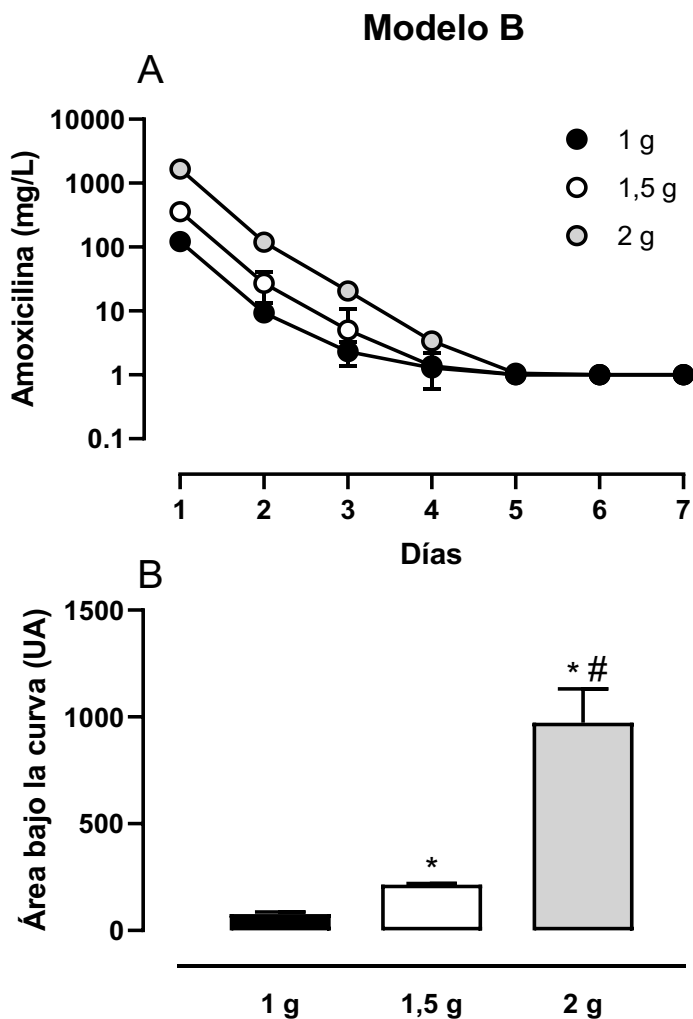 Modelo B
A
Amoxicilina (mg/L)
10000
1000
100
10
1
0.1
1 g
1,5 g
2 g
1 2 3 4 5 6 7
Días
B
Área bajo la curva (UA)
1500
1000
500
0
*
* #
1 g 1,5 g 2 g